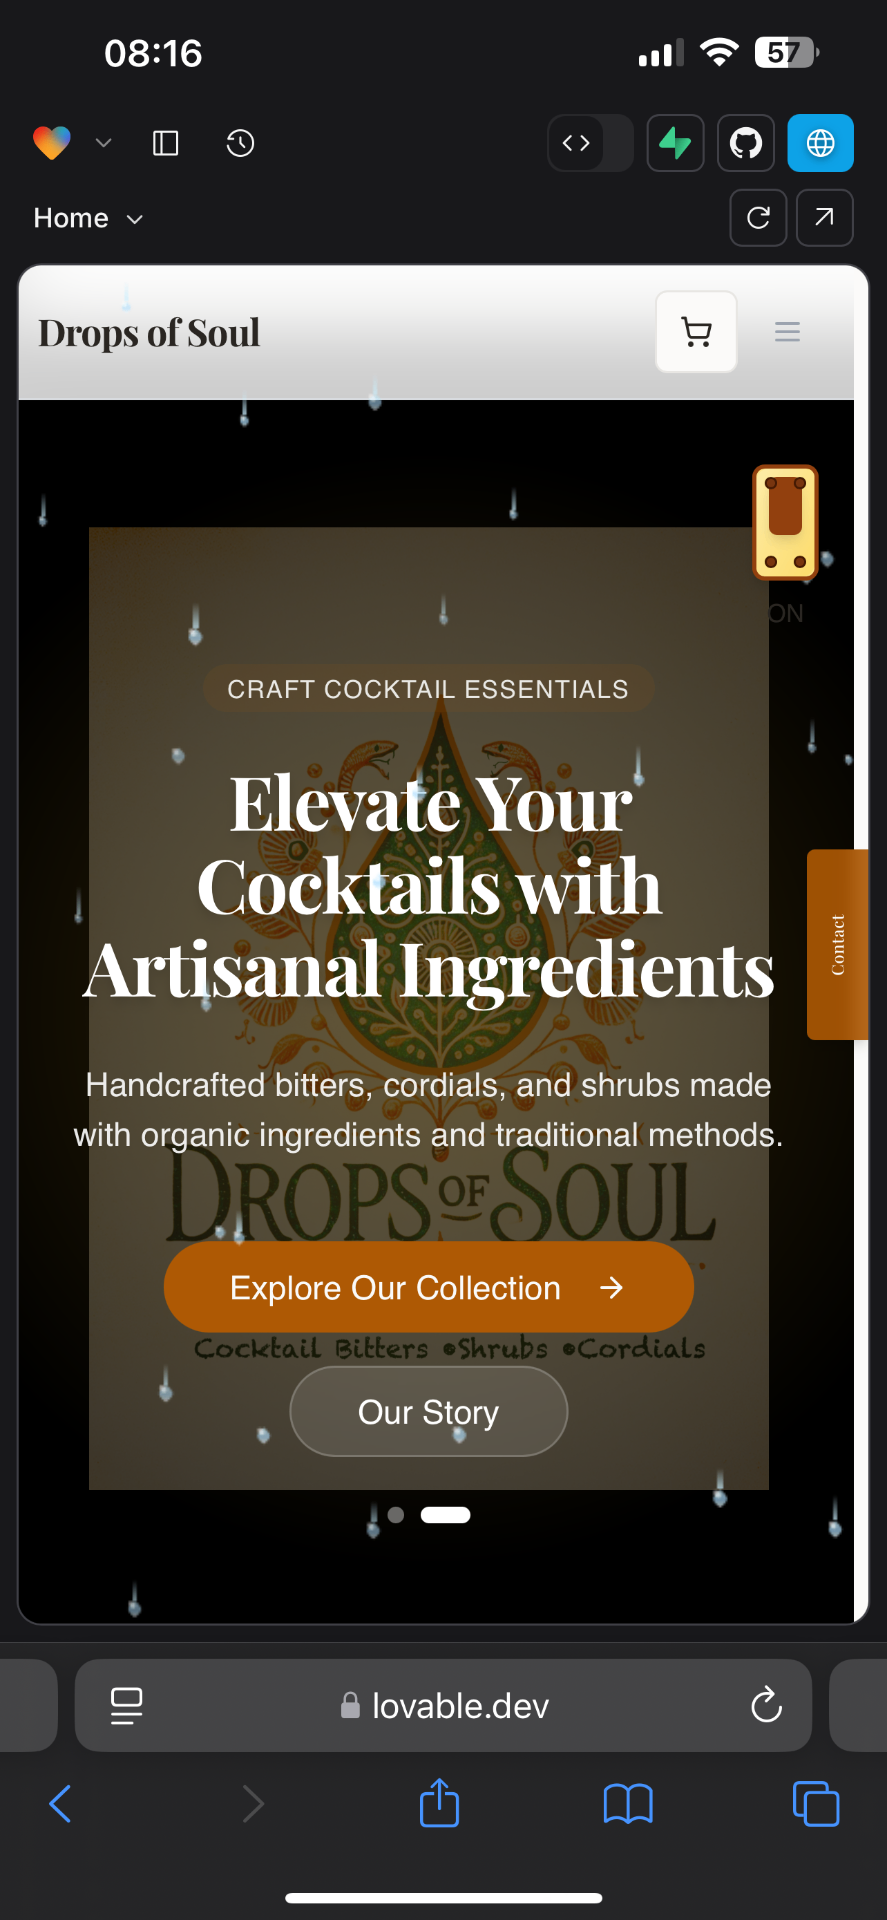 08:16
57
Home
Drops of Soul
ON
CRAFT COCKTAIL ESSENTIALS
Elevate Your
Cocktails with
Artisanal Ingredients
Contact
Handcrafted bitters, cordials, and shrubs made
with organic ingredients and traditional methods.
DROPS OF SOUL
Explore Our Collection
Cocktail Bitters •Shrubs •Cordials
Our Story
lovable.dev